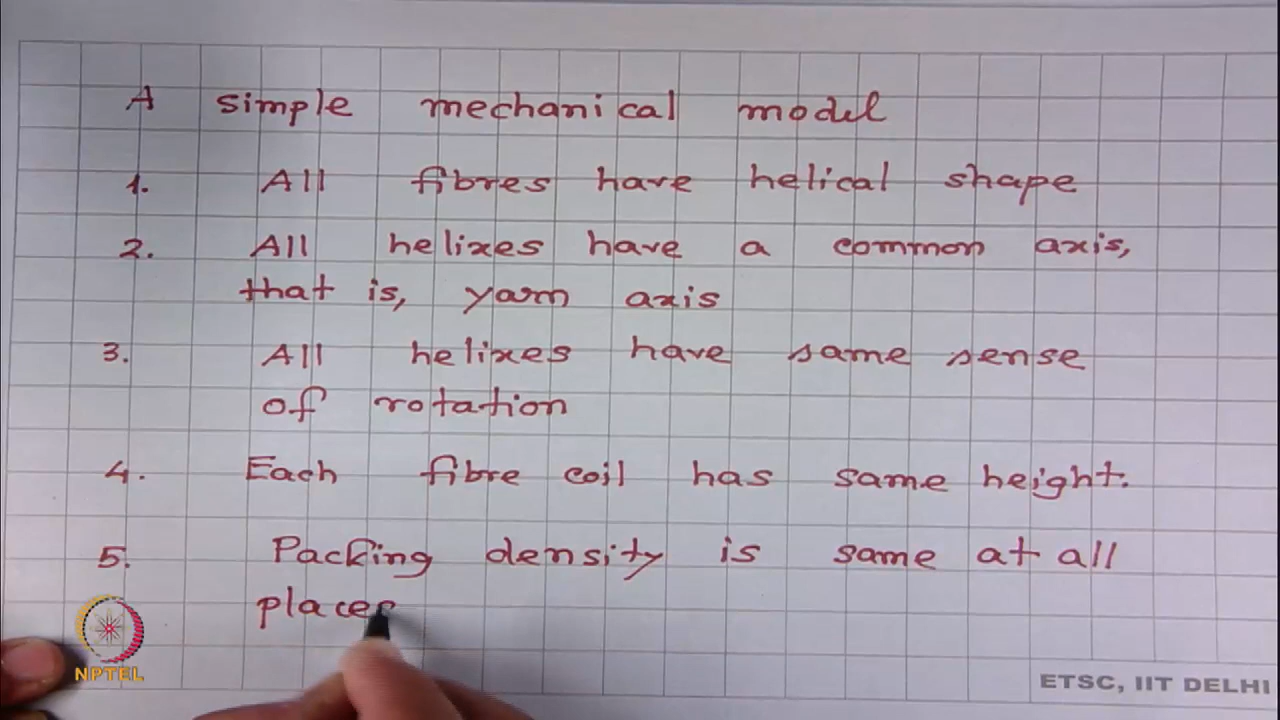 A simple mechanical model
1. All fibres have helical shape
2. All helixes have a common axis,
that is, yarn axis
3. All helixes have same sense
of rotation
4. Each fibre coil has same height.
5. Packing density is same at all
places
NPTEL
ETSC, IIT DELHI